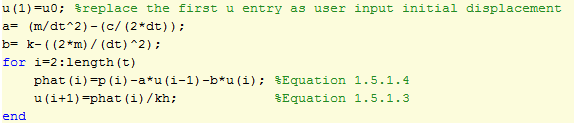 u(1)=u0; %replace the first u entry as user input initial displacement
a= (m/dt^2)-(c/(2*dt));
b= k-((2*m)/(dt)^2);
for i=2:length(t)
phat(i)=p(i)-a*u(i-1)-b*u(i); %Equation 1.5.1.4
u(i+1)=phat(i)/kh; %Equation 1.5.1.3
end